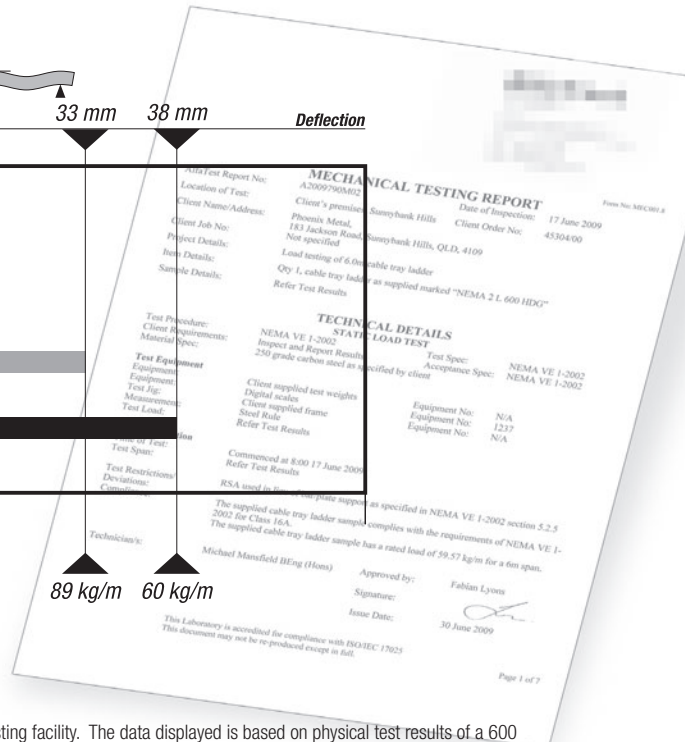 33 mm 38 mm Deflection
MECHANICAL TESTING REPORT
Form No: MEC001.8
AlfaTest Report No: A2009790M02 Date of Inspection: 17 June 2009
Location of Test: Client's premises, Sunnybank Hills Client Order No: 45304/00
Client Name/Address: Phoenix Metal,
183 Jackson Road, Sunnybank Hills, QLD, 4109
Client Job No: Not specified
Project Details: Load testing of 6.0m cable tray ladder
Item Details: Qty 1, cable tray ladder as supplied marked "NEMA 2 L 600 HDG"
Sample Details: Refer Test Results
TECHNICAL DETAILS
STATIC LOAD TEST
Test Procedure: NEMA VE 1-2002 Test Spec: NEMA VE 1-2002
Client Requirements: Inspect and Report Results Acceptance Spec: NEMA VE 1-2002
Material Spec: 250 grade carbon steel as specified by client
Test Equipment
Equipment: Client supplied test weights Equipment No: N/A
Equipment: Digital scales Equipment No: 1237
Test Jig: Client supplied frame Equipment No: N/A
Measurement: Steel Rule
Test Load: Refer Test Results
Time of Test: Commenced at 8:00 17 June 2009
Test Span: Refer Test Results
Test Restrictions/
Deviations: RSA used in of the plate support as specified in NEMA VE 1-2002 section 5.2.5
The supplied cable tray ladder sample complies with the requirements of NEMA VE 1-
2002 for Class 16A.
The supplied cable tray ladder sample has a rated load of 59.57 kg/m for a 6m span.
Technician/s: Michael Mansfield BEng (Hons) Approved by: Fabian Lyons
Signature:
Issue Date: 30 June 2009
89 kg/m 60 kg/m
This Laboratory is accredited for compliance with ISO/IEC 17025
This document may not be re-produced except in full.
Page 1 of 7
sting facility. The data displayed is based on physical test results of a 600